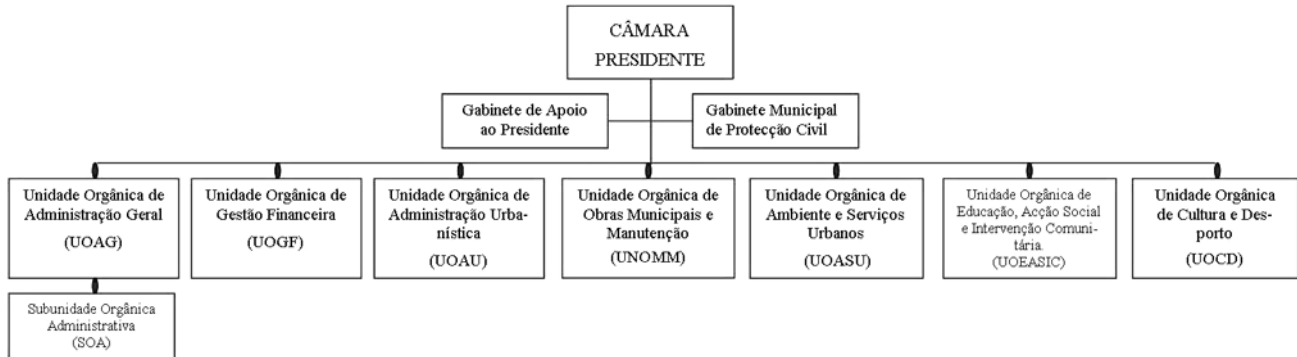 CÂMARA
PRESIDENTE
Gabinete de Apoio
ao Presidente
Gabinete Municipal
de Protecção Civil
Unidade Orgânica de
Administração Geral
(UOAG)
Unidade Orgânica de
Gestão Financeira
(UOGF)
Unidade Orgânica de
Administração Urba-
nística
(UOAU)
Unidade Orgânica de
Obras Municipais e
Manutenção
(UNOMM)
Unidade Orgânica de
Ambiente e Serviços
Urbanos
(UOASU)
Unidade Orgânica de
Educação, Acção Social
e Intervenção Comuni-
tária.
(UOEASIC)
Unidade Orgânica
de Cultura e Des-
porto
(UOCD)
Subunidade Orgânica
Administrativa
(SOA)